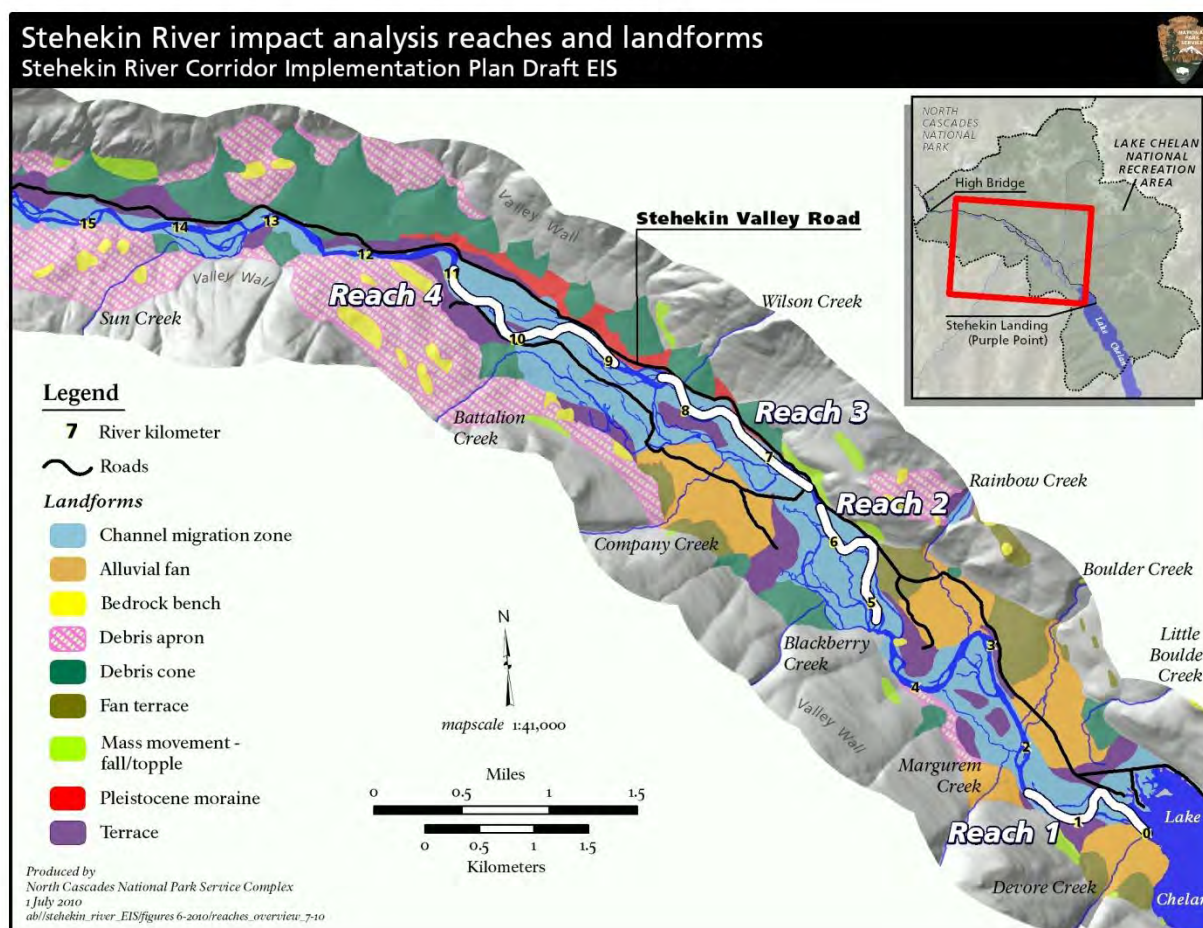 Stehekin River impact analysis reaches and landforms
Stehekin River Corridor Implementation Plan Draft EIS
NATIONAL
PARK
SERVICE
NORTH
CASCADES
NATIONAL
PARK
LAKE CHELAN
NATIONAL
RECREATION
AREA
High Bridge
Stehekin Landing
(Purple Point)
Lake
Chelan
Valley Wall
Stehekin Valley Road
15
14
13
12
11
Valley Wall
Reach 4
Sun Creek
Wilson Creek
10
9
8
Reach 3
7
Battalion
Creek
Reach 2
Rainbow Creek
6
Company Creek
5
Boulder Creek
Blackberry
Creek
Little
Boulder
Creek
3
4
Valley Wall
2
Margurem
Creek
Reach 1
1
0
Lake
Devore Creek
Chelan
Legend
7 River kilometer
Roads
Landforms
Channel migration zone
Alluvial fan
Bedrock bench
Debris apron
Debris cone
Fan terrace
Mass movement -
fall/topple
Pleistocene moraine
Terrace
N
mapscale 1:41,000
Miles
0 0.5 1 1.5
0 0.5 1 1.5
Kilometers
Produced by
North Cascades National Park Service Complex
1 July 2010
ab//stehekin_river_EIS/figures 6-2010/reaches_overview_7-10